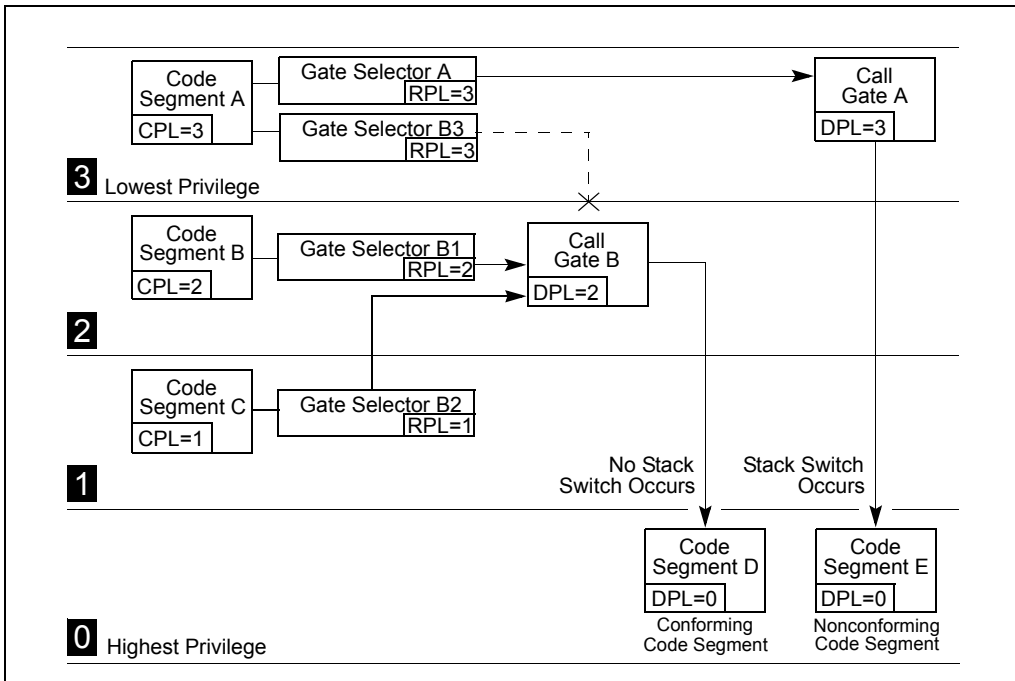 Code
Segment A
CPL=3
Gate Selector A
RPL=3
Gate Selector B3
RPL=3
Call
Gate A
DPL=3
3 Lowest Privilege
Code
Segment B
CPL=2
Gate Selector B1
RPL=2
Call
Gate B
DPL=2
2
Code
Segment C
CPL=1
Gate Selector B2
RPL=1
1
No Stack
Switch Occurs
Stack Switch
Occurs
Code
Segment D
DPL=0
Conforming
Code Segment
Code
Segment E
DPL=0
Nonconforming
Code Segment
0 Highest Privilege